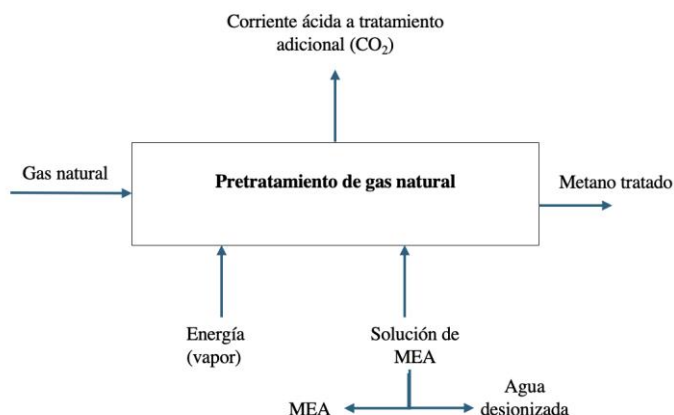 Corriente ácida a tratamiento
adicional (CO₂)
Gas natural
Pretratamiento de gas natural
Metano tratado
Energía
(vapor)
Solución de
MEA
MEA
Agua
desionizada